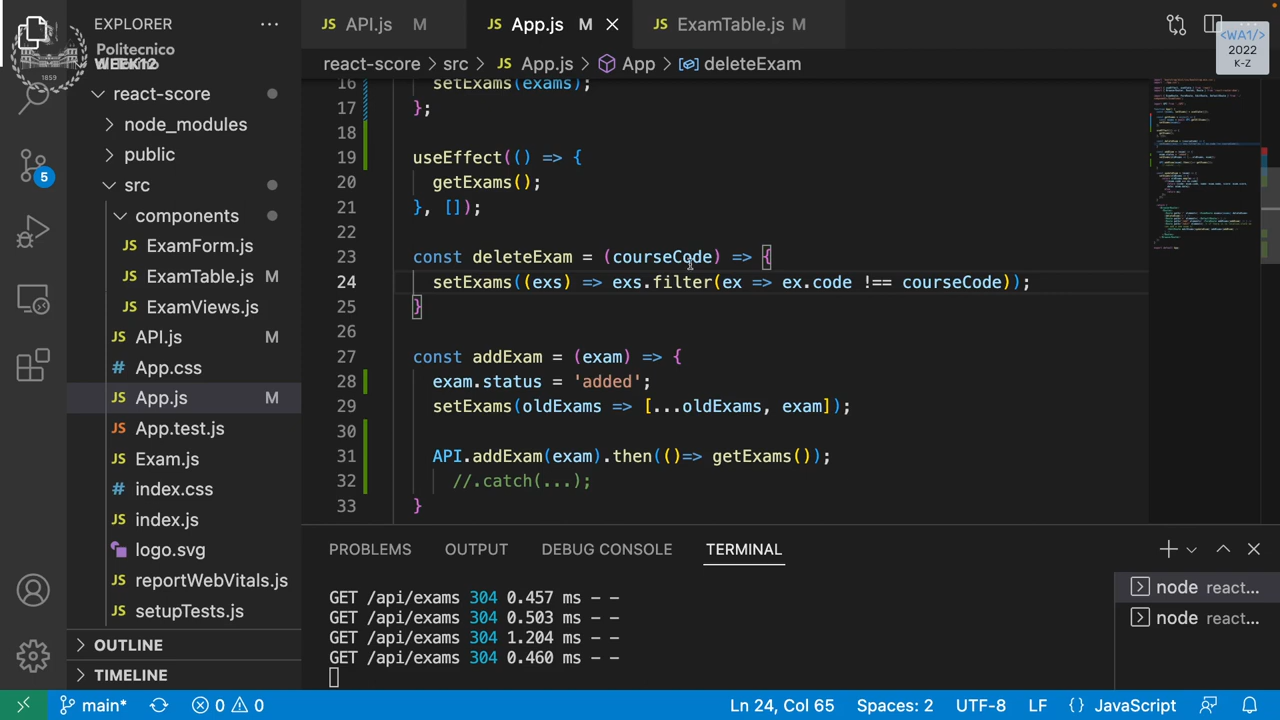 EXPLORER
Politecnico
1859
WEEK12
react-score
node_modules
public
src
components
ExamForm.js
ExamTable.js M
ExamViews.js
API.js M
App.css
App.js M
App.test.js
Exam.js
index.css
index.js
logo.svg
reportWebVitals.js
setupTests.js
OUTLINE
TIMELINE
5
JS API.js M
JS App.js M
JS ExamTable.js M
<WA1/>
2022
K-Z
react-score > src > JS App.js > App > deleteExam
16 setExams(exams);
17 };
18
19 useEffect(() => {
20 getExams();
21 }, []);
22
23 const deleteExam = (courseCode) => {
24 setExams((exs) => exs.filter(ex => ex.code !== courseCode));
25 }
26
27 const addExam = (exam) => {
28 exam.status = 'added';
29 setExams(oldExams => [...oldExams, exam]);
30
31 API.addExam(exam).then(()=> getExams());
32 //.catch(...);
33 }
PROBLEMS OUTPUT DEBUG CONSOLE TERMINAL
GET /api/exams 304 0.457 ms - -
GET /api/exams 304 0.503 ms - -
GET /api/exams 304 1.204 ms - -
GET /api/exams 304 0.460 ms - -
node react...
node react...
main* 0 0 Ln 24, Col 65 Spaces: 2 UTF-8 LF {} JavaScript